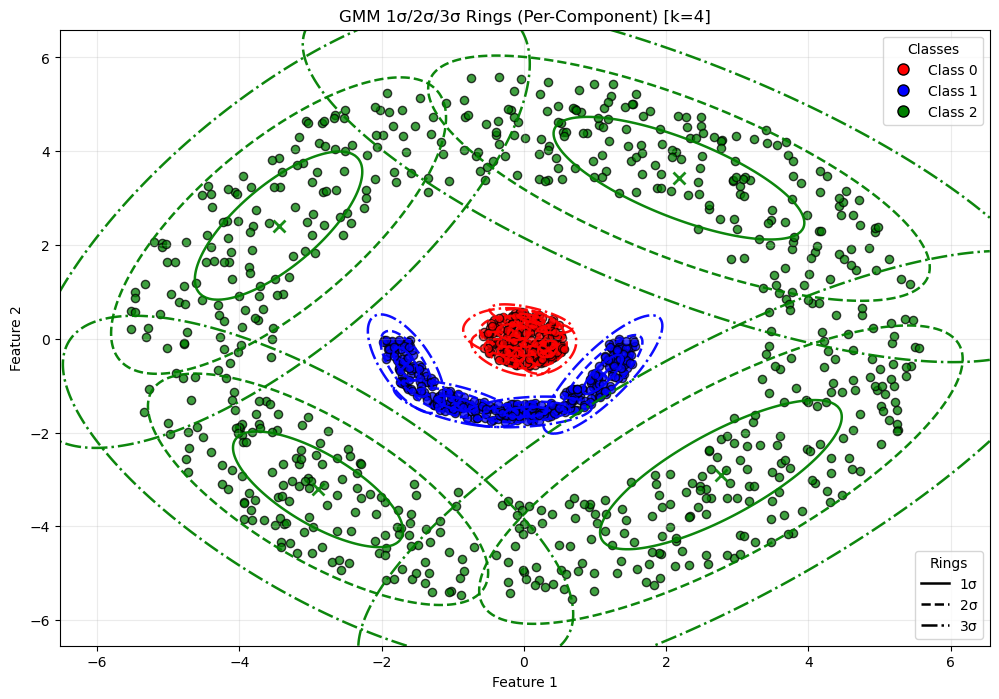 GMM 1σ/2σ/3σ Rings (Per-Component) [k=4]
Classes
Class 0
Class 1
Class 2
6
4
2
0
−2
−4
−6
Feature 2
Rings
1σ
2σ
3σ
−6 −4 −2 0 2 4 6
Feature 1